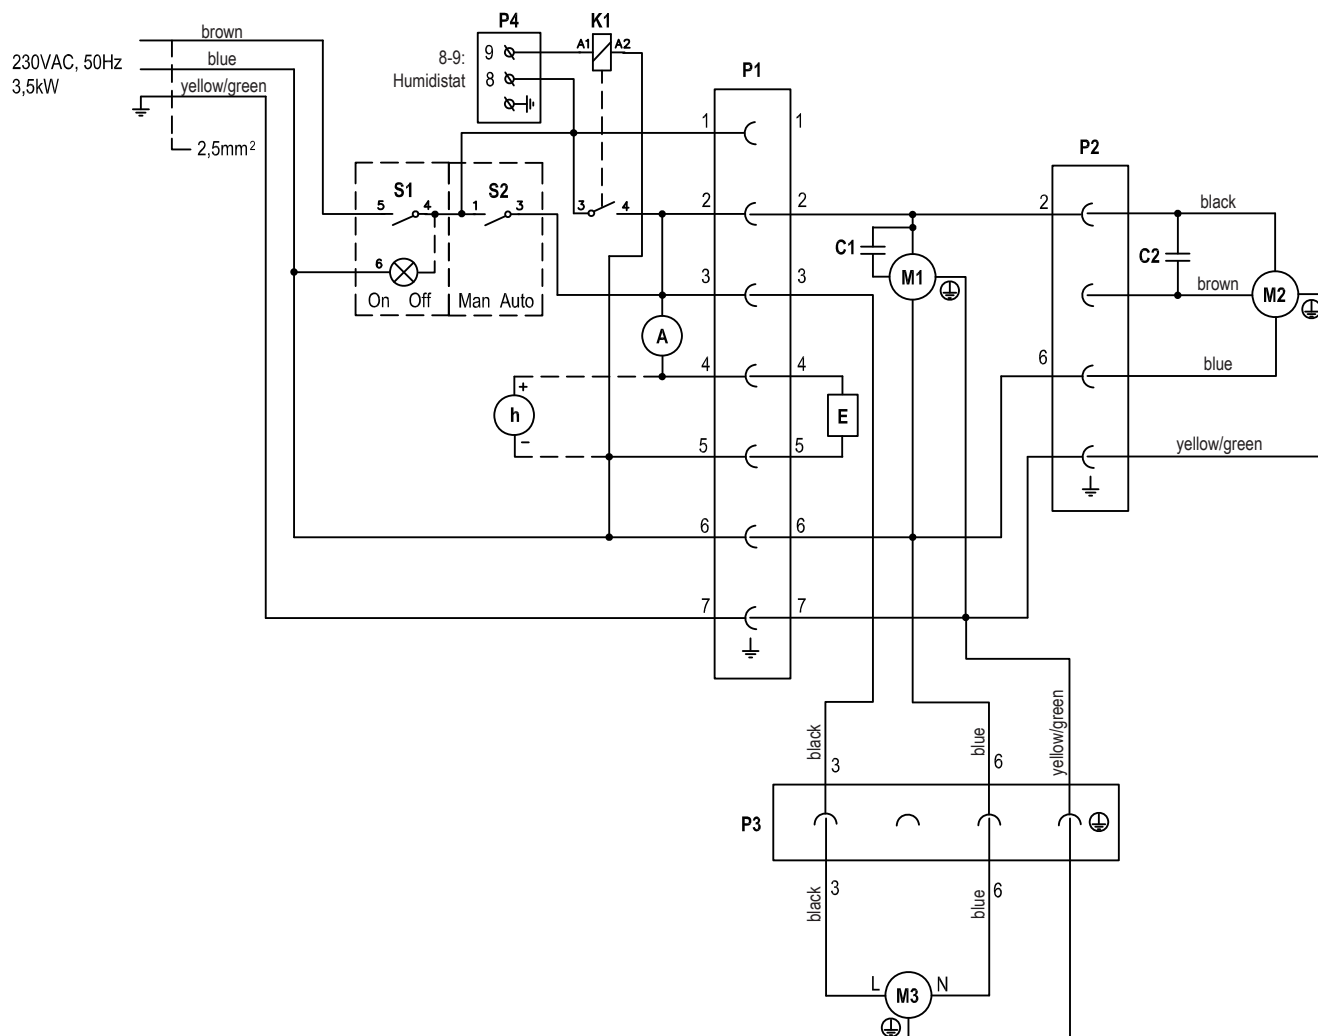 brown
230VAC, 50Hz
3,5kW
blue
yellow/green
2,5mm²
P4
K1
8-9:
Humidistat
9
8
A1
A2
S1
S2
5
4
1
3
6
On
Off
Man
Auto
3
4
A
h
+
–
P1
1
1
2
2
3
3
4
4
5
5
6
6
7
7
E
C1
M1
P2
2
6
black
C2
brown
M2
blue
yellow/green
black
3
blue
6
yellow/green
P3
black
3
blue
6
L
M3
N